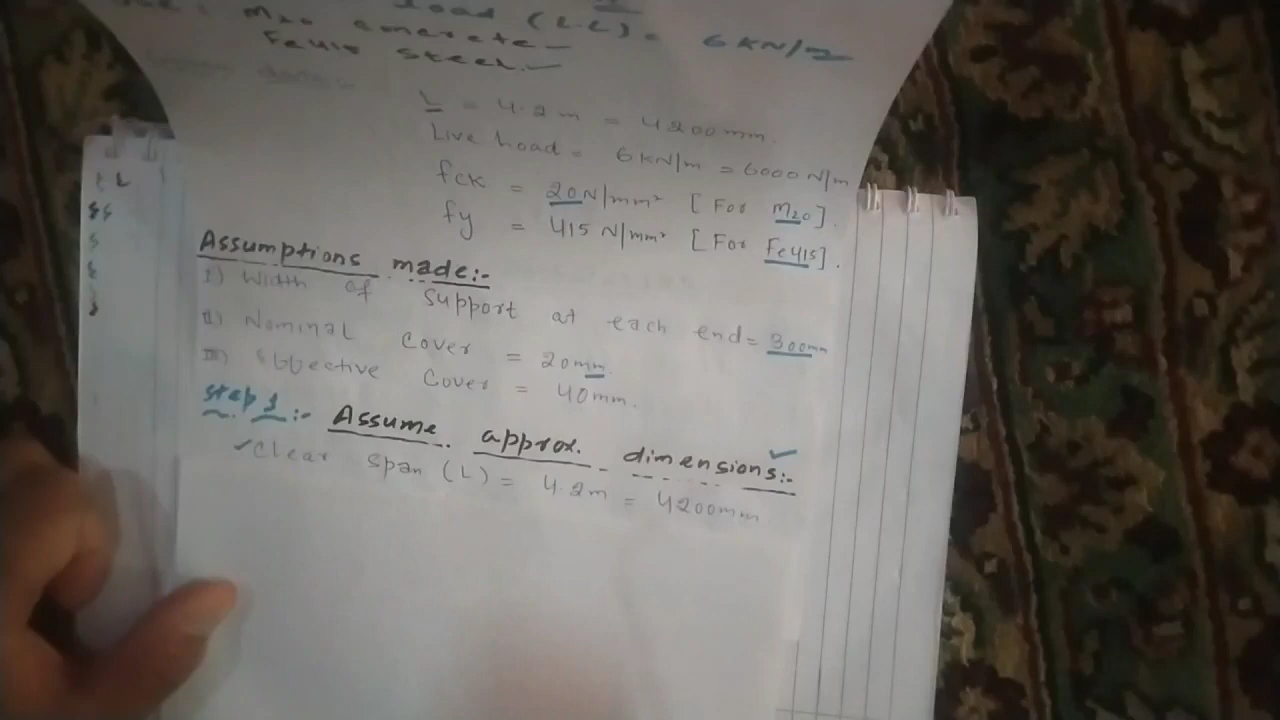 load (L.L) = 6 KN/
M20 concrete
Fe415 steel.
L = 4.2m = 4200mm.
Live load = 6KN/m = 6000 N/m
fck = 20N/mm² [For M20].
fy = 415 N/mm² [For Fe415].
Assumptions made:-
I) Width of support at each end = 300mm
II) Nominal cover = 20mm.
III) Effective cover = 40mm.
Step 1:- Assume approx. dimensions:-
Clear span (L) = 4.2m = 4200mm.